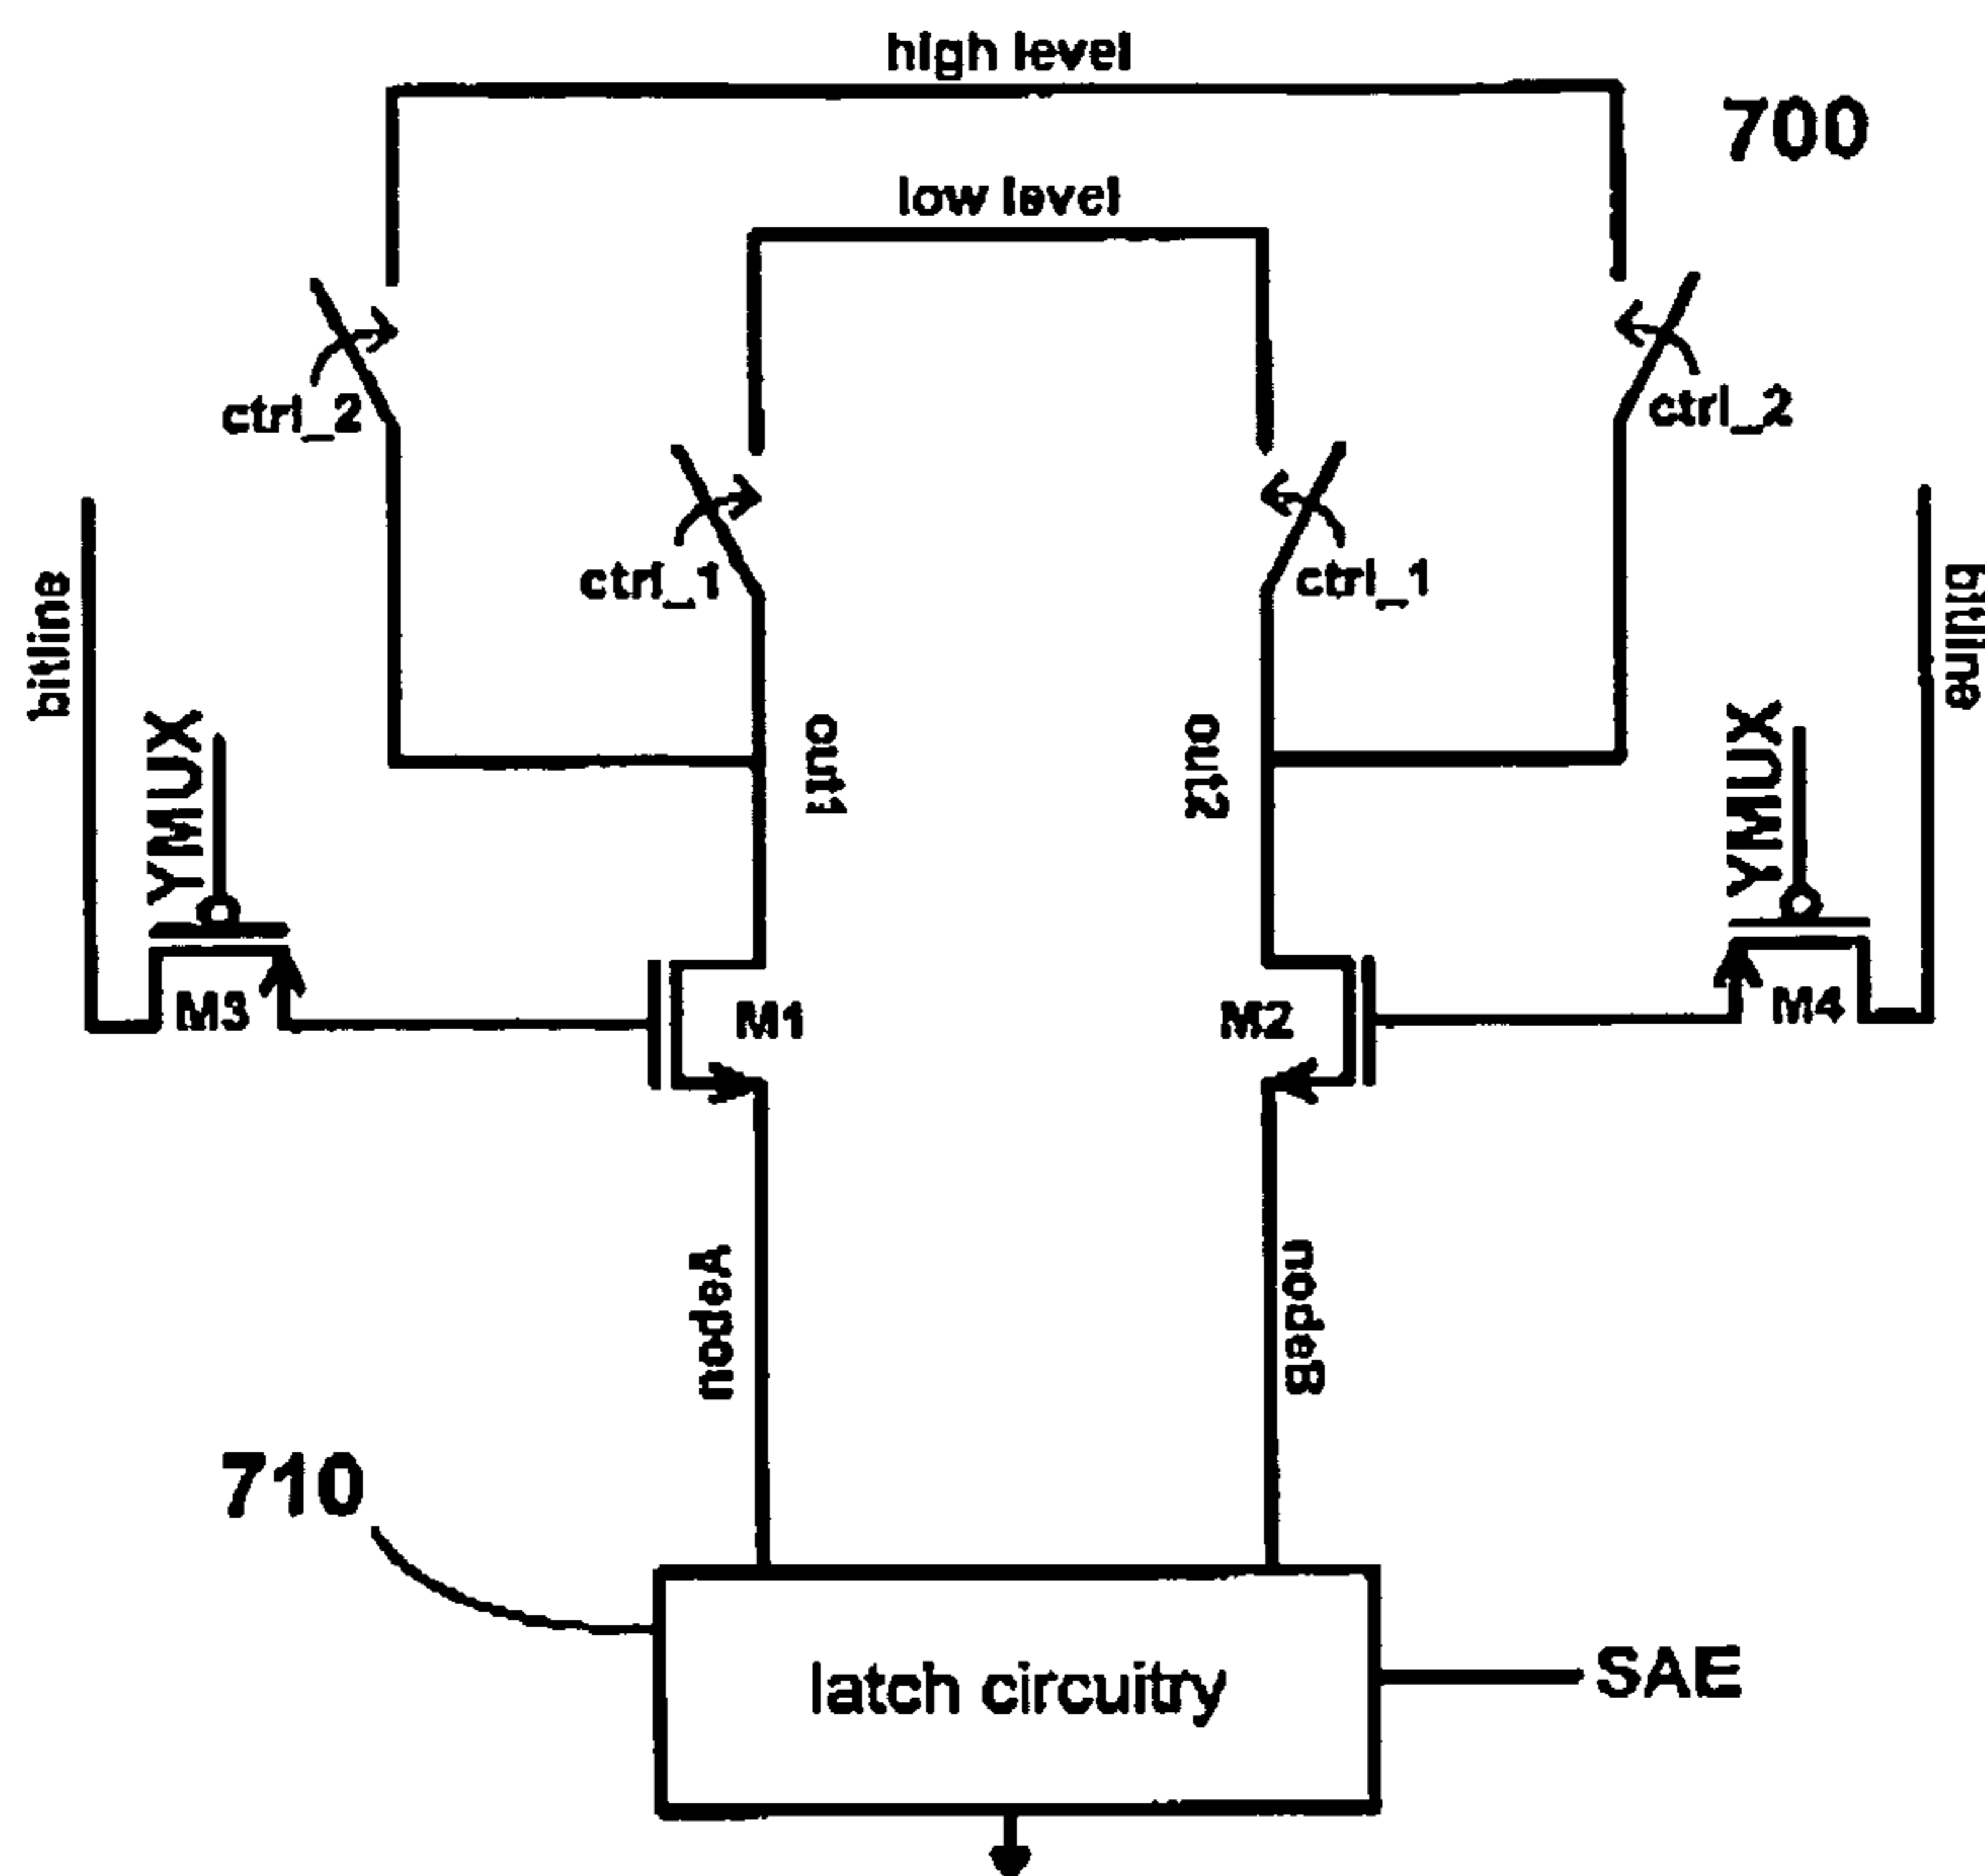 high level
700
low level
ctrl_2
ctrl_2
ctrl_1
ctrl_1
bitline
bitline
YMUX
out1
out2
YMUX
M3
M1
M2
M4
nodeA
nodeB
710
latch circuitry
SAE